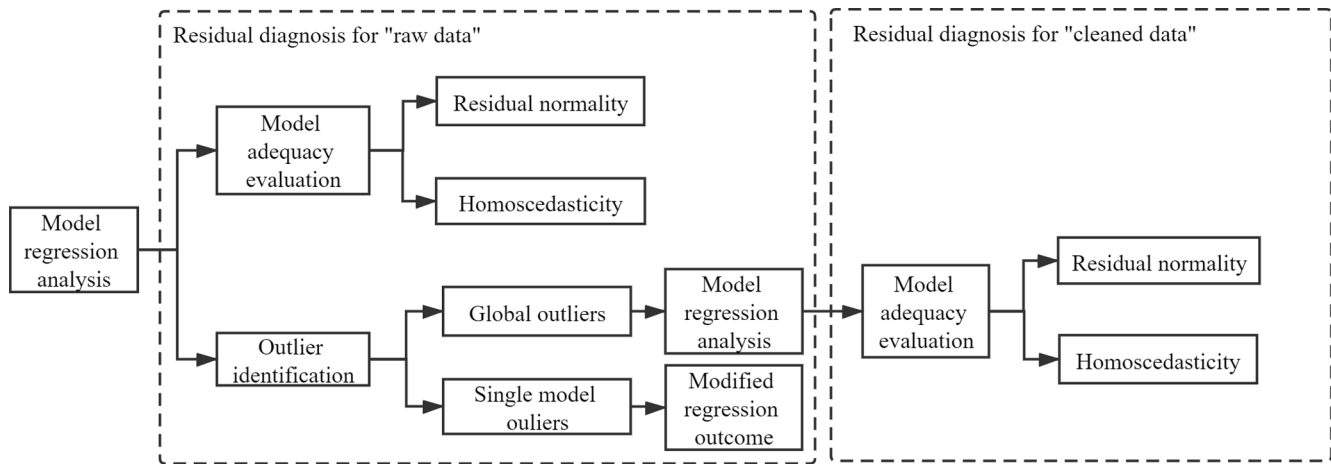 Residual diagnosis for "raw data"
Residual diagnosis for "cleaned data"
Model
regression
analysis
Model
adequacy
evaluation
Residual normality
Homoscedasticity
Outlier
identification
Global outliers
Model
regression
analysis
Single model
ouliers
Modified
regression
outcome
Model
adequacy
evaluation
Residual normality
Homoscedasticity